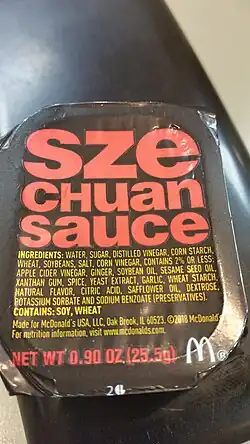 sze
chuan
sauce
INGREDIENTS: WATER, SUGAR, DISTILLED VINEGAR, CORN STARCH,
WHEAT, SOYBEANS, SALT, CORN VINEGAR, CONTAINS 2% OR LESS:
APPLE CIDER VINEGAR, GINGER, SOYBEAN OIL, SESAME SEED OIL,
XANTHAN GUM, SPICE, YEAST EXTRACT, GARLIC, WHEAT STARCH,
NATURAL FLAVOR, CITRIC ACID, SAFFLOWER OIL, DEXTROSE,
POTASSIUM SORBATE AND SODIUM BENZOATE (PRESERVATIVES).
CONTAINS: SOY, WHEAT
Made for McDonald's USA, LLC, Oak Brook, IL 60523. ©2018 McDonald
For nutrition information, visit www.mcdonalds.com.
NET WT 0.90 OZ. (25.5g) M®